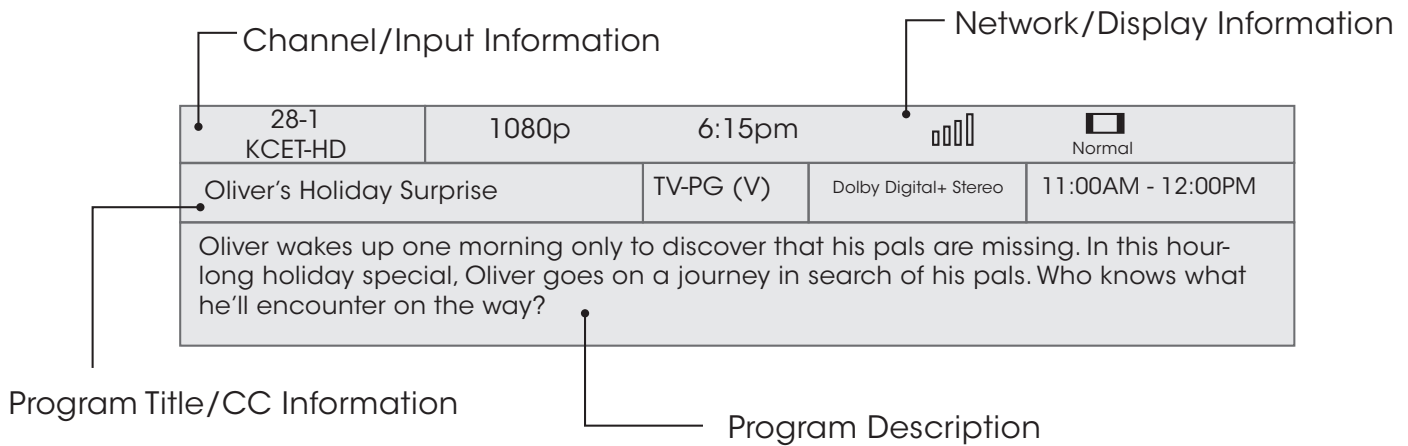 Channel/Input Information
Network/Display Information
28-1
KCET-HD
1080p
6:15pm
Normal
Oliver's Holiday Surprise
TV-PG (V)
Dolby Digital+ Stereo
11:00AM - 12:00PM
Oliver wakes up one morning only to discover that his pals are missing. In this hour-
long holiday special, Oliver goes on a journey in search of his pals. Who knows what
he'll encounter on the way?
Program Title/CC Information
Program Description